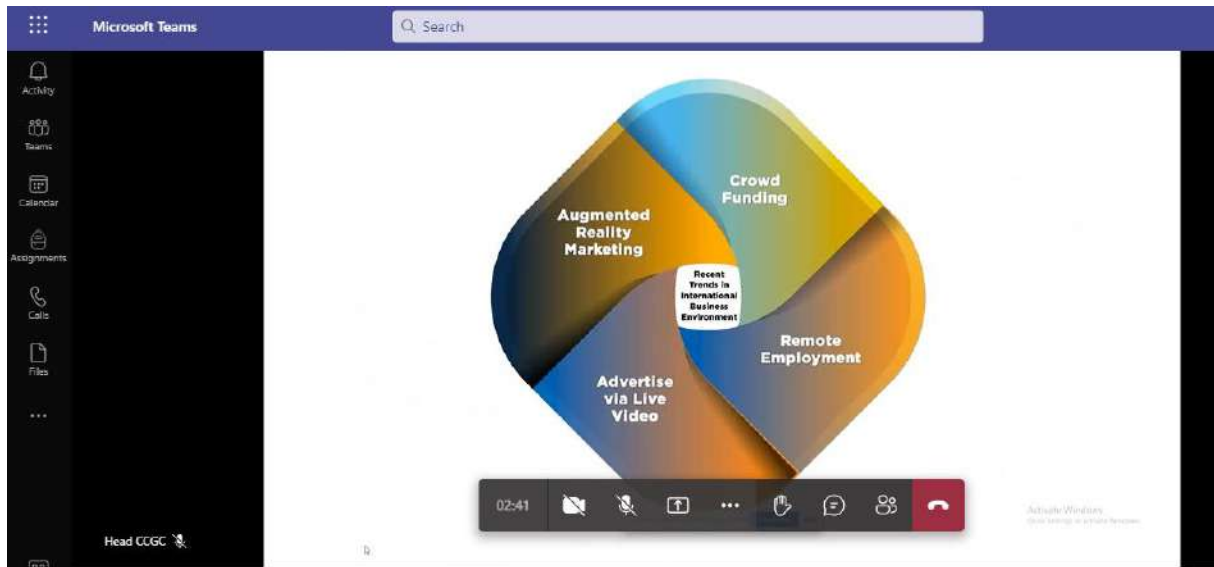 Microsoft Teams
Search
Activity
Teams
Calendar
Assignments
Calls
Files
Crowd
Funding
Augmented
Reality
Marketing
Recent
Trends in
International
Business
Environment
Remote
Employment
Advertise
via Live
Video
02:41
Activate Windows
Head CCGC